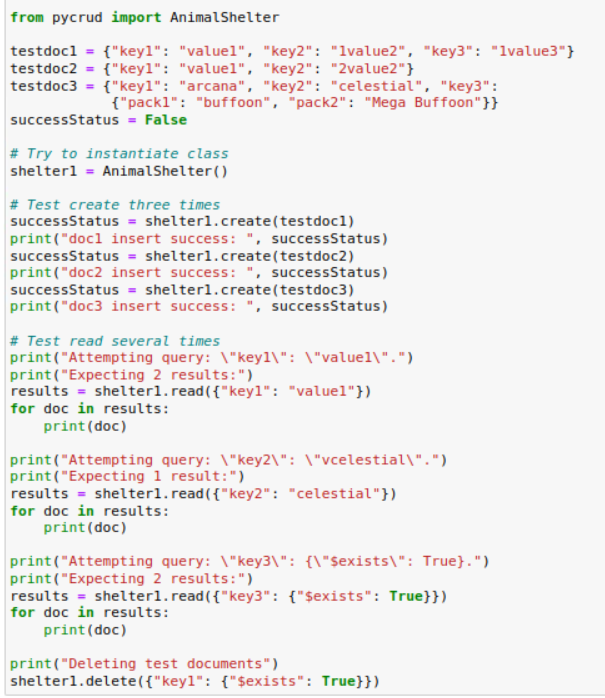 from pycrud import AnimalShelter
testdoc1 = {"key1": "value1", "key2": "1value2", "key3": "1value3"}
testdoc2 = {"key1": "value1", "key2": "2value2"}
testdoc3 = {"key1": "arcana", "key2": "celestial", "key3":
{"pack1": "buffoon", "pack2": "Mega Buffoon"}}
successStatus = False
# Try to instantiate class
shelter1 = AnimalShelter()
# Test create three times
successStatus = shelter1.create(testdoc1)
print("doc1 insert success: ", successStatus)
successStatus = shelter1.create(testdoc2)
print("doc2 insert success: ", successStatus)
successStatus = shelter1.create(testdoc3)
print("doc3 insert success: ", successStatus)
# Test read several times
print("Attempting query: \"key1\": \"value1\".")
print("Expecting 2 results:")
results = shelter1.read({"key1": "value1"})
for doc in results:
print(doc)
print("Attempting query: \"key2\": \"vcelestial\".")
print("Expecting 1 result:")
results = shelter1.read({"key2": "celestial"})
for doc in results:
print(doc)
print("Attempting query: \"key3\": {\"$exists\": True}.")
print("Expecting 2 results:")
results = shelter1.read({"key3": {"$exists": True}})
for doc in results:
print(doc)
print("Deleting test documents")
shelter1.delete({"key1": {"$exists": True}})